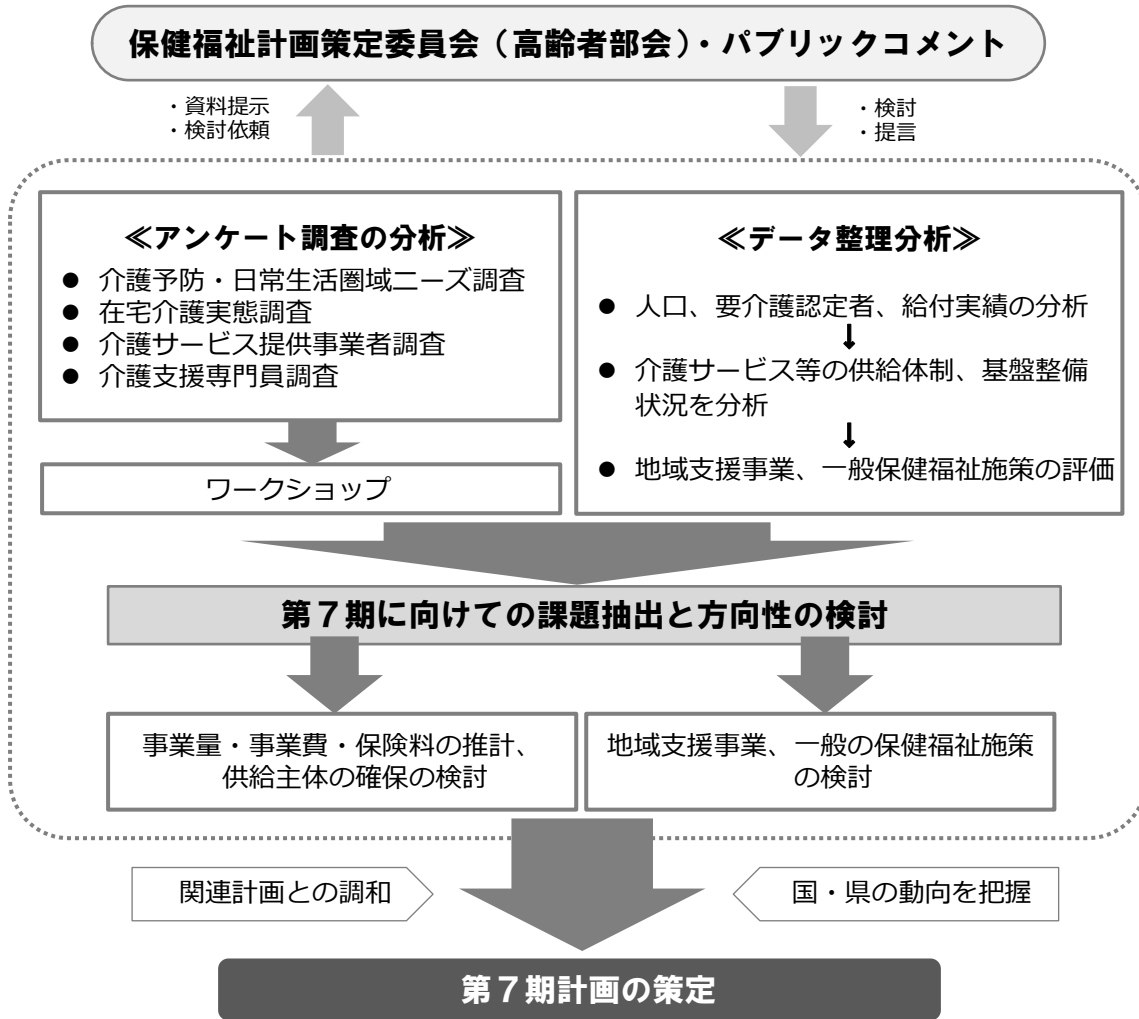 保健福祉計画策定委員会（高齢者部会）・パブリックコメント
・資料提示
・検討依頼
・検討
・提言
≪アンケート調査の分析≫
● 介護予防・日常生活圏域ニーズ調査
● 在宅介護実態調査
● 介護サービス提供事業者調査
● 介護支援専門員調査
ワークショップ
≪データ整理分析≫
● 人口、要介護認定者、給付実績の分析
↓
● 介護サービス等の供給体制、基盤整備
状況を分析
↓
● 地域支援事業、一般保健福祉施策の評価
第７期に向けての課題抽出と方向性の検討
事業量・事業費・保険料の推計、
供給主体の確保の検討
地域支援事業、一般の保健福祉施策
の検討
関連計画との調和
国・県の動向を把握
第７期計画の策定